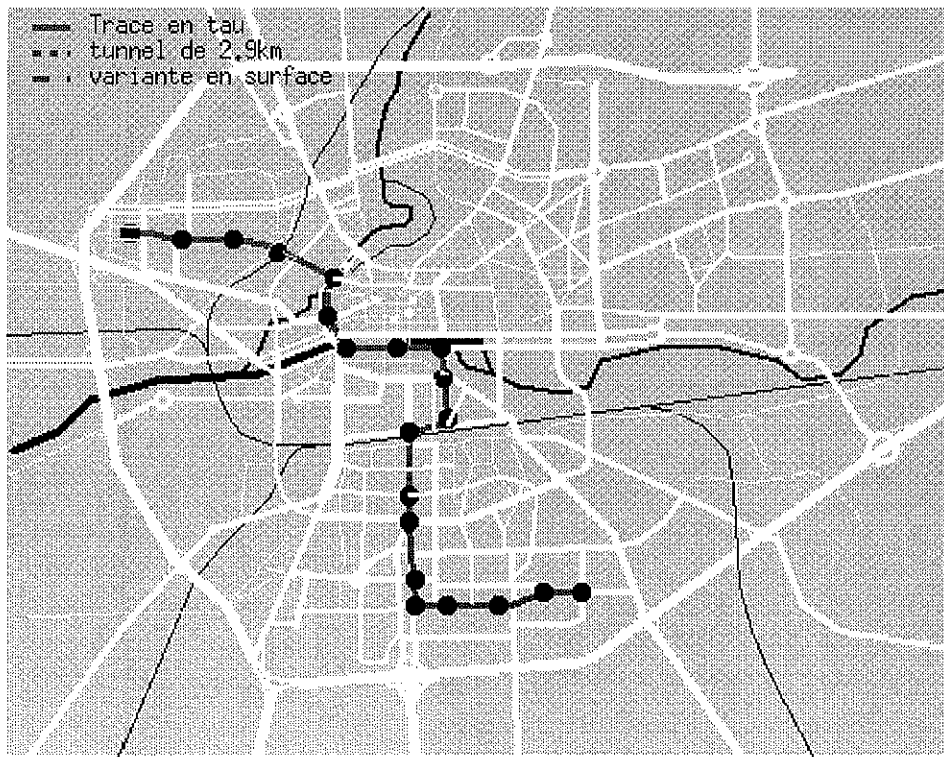 Trace en tau
tunnel de 2.9km
variante en surface